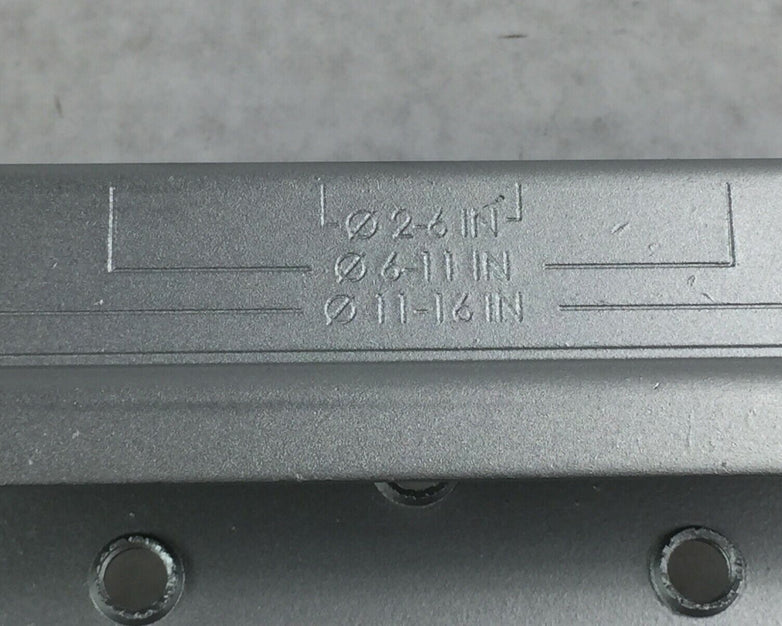 Ø 2-6 IN
Ø 6-11 IN
Ø 11-16 IN